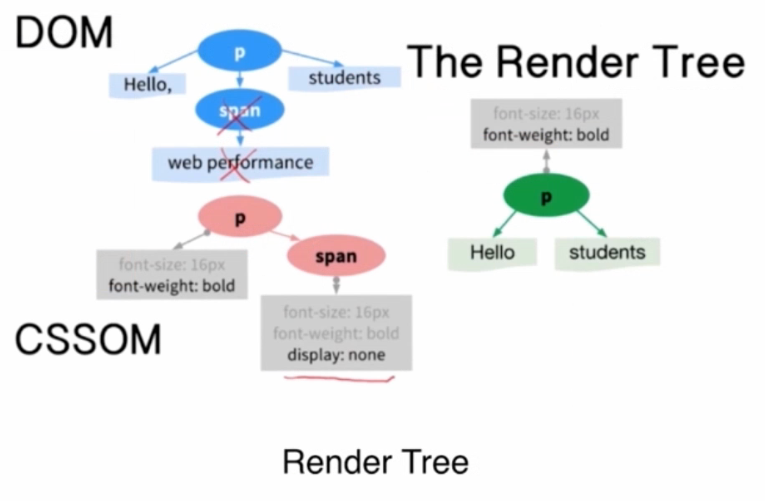 DOM
p
Hello,
students
span
web performance
The Render Tree
font-size: 16px
font-weight: bold
p
Hello
students
p
font-size: 16px
font-weight: bold
span
font-size: 16px
font-weight: bold
display: none
CSSOM
Render Tree